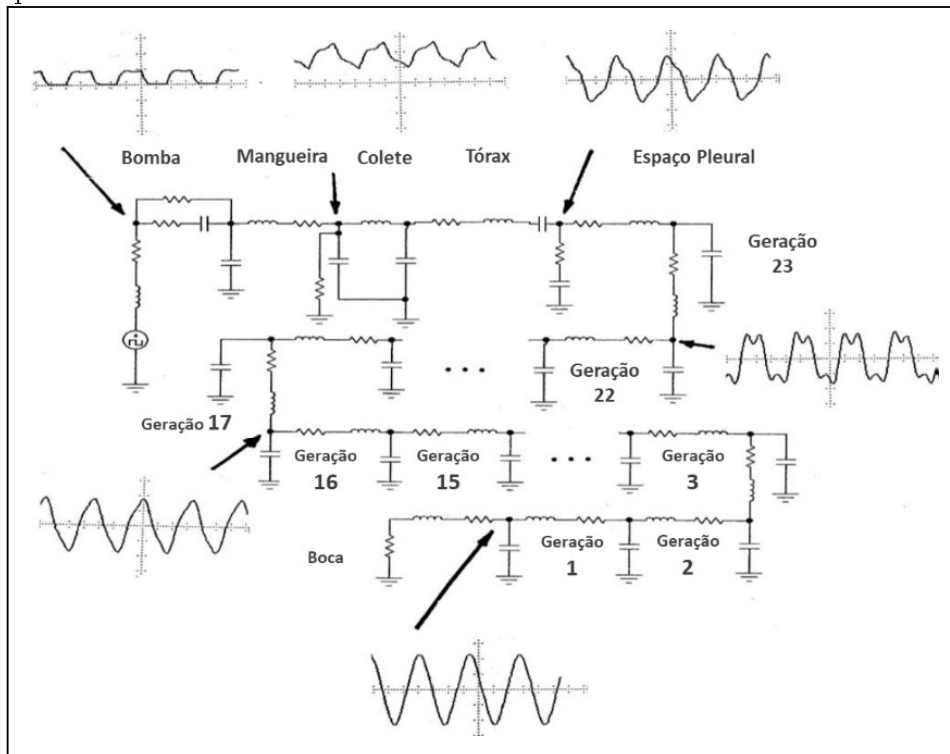 Bomba
Mangueira
Colete
Tórax
Espaço Pleural
Geração
23
Geração
22
Geração 17
Geração
16
Geração
15
Geração
3
Boca
Geração
1
Geração
2